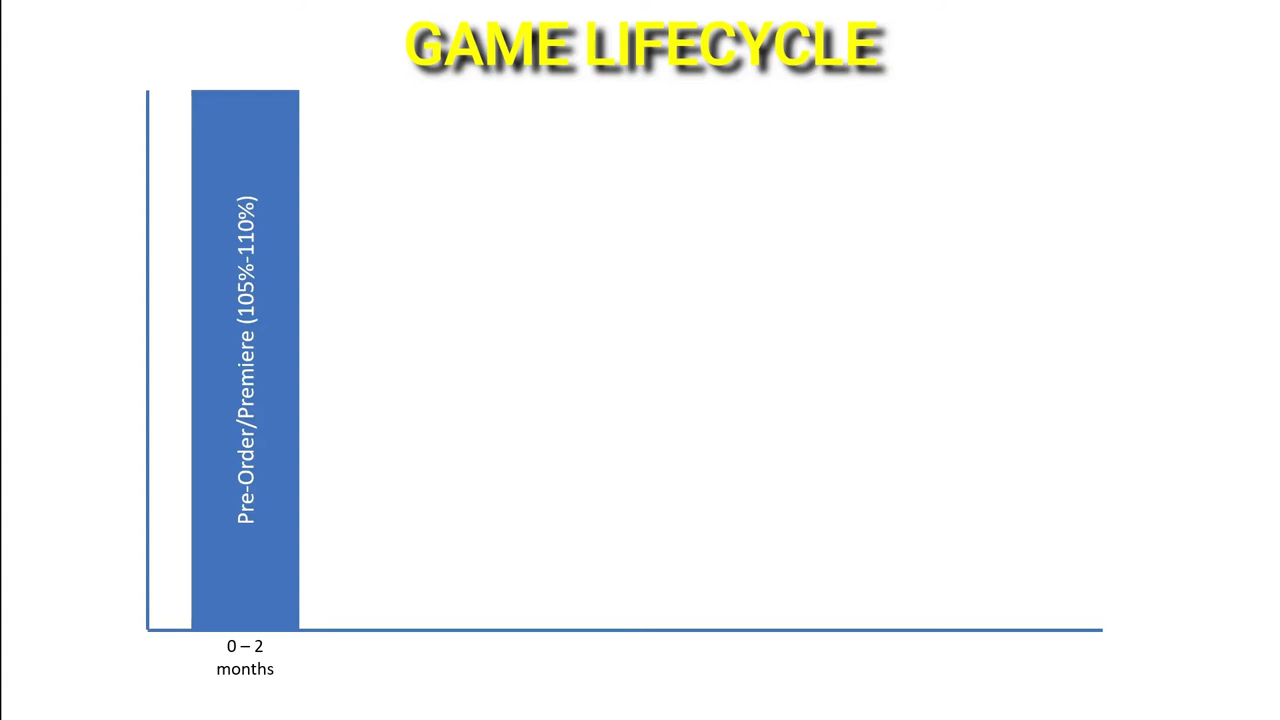 GAME LIFECYCLE
Pre-Order/Premiere (105%-110%)
0 – 2
months